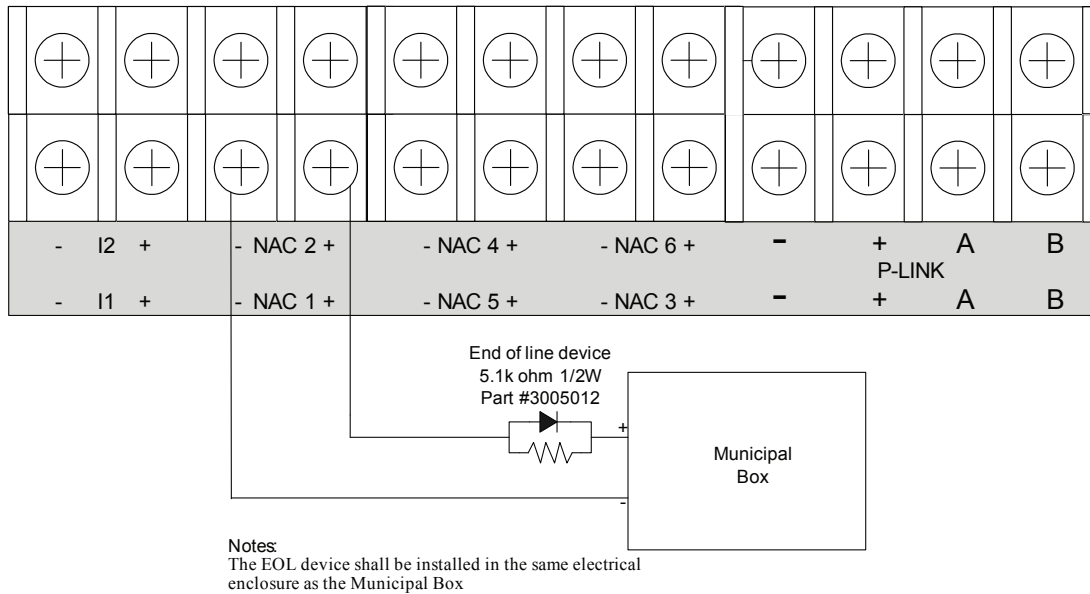 - I2 + - NAC 2 + - NAC 4 + - NAC 6 + - + A B
P-LINK
- I1 + - NAC 1 + - NAC 5 + - NAC 3 + - + A B
End of line device
5.1k ohm 1/2W
Part #3005012
+
Municipal
Box
-
Notes:
The EOL device shall be installed in the same electrical
enclosure as the Municipal Box